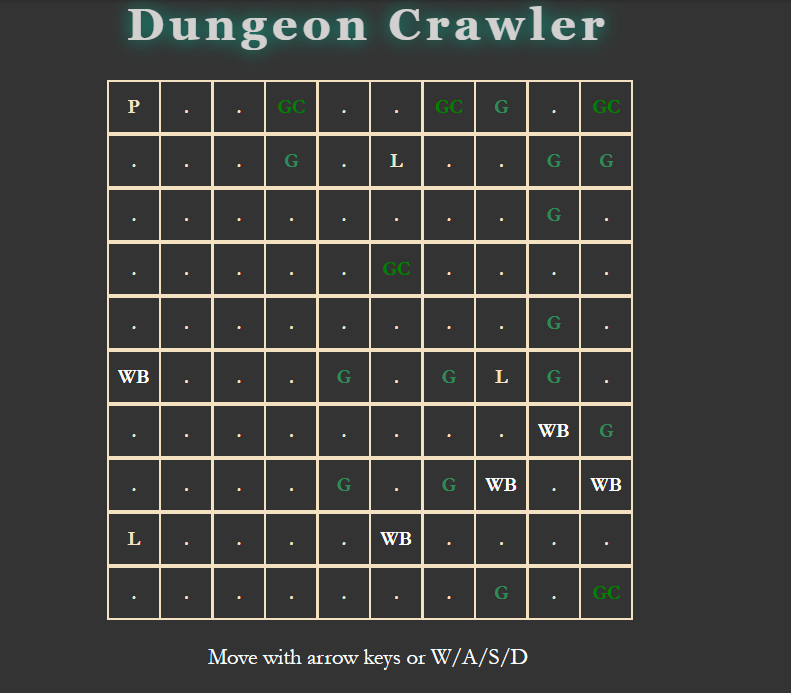 Dungeon Crawler
P . . GC . . GC G . GC
. . . G . L . . G G
. . . . . . . . G .
. . . . . GC . . . .
. . . . . . . . G .
WB . . . G . G L G .
. . . . . . . . WB G
. . . . G . G WB . WB
L . . . . WB . . . .
. . . . . . . G . GC
Move with arrow keys or W/A/S/D